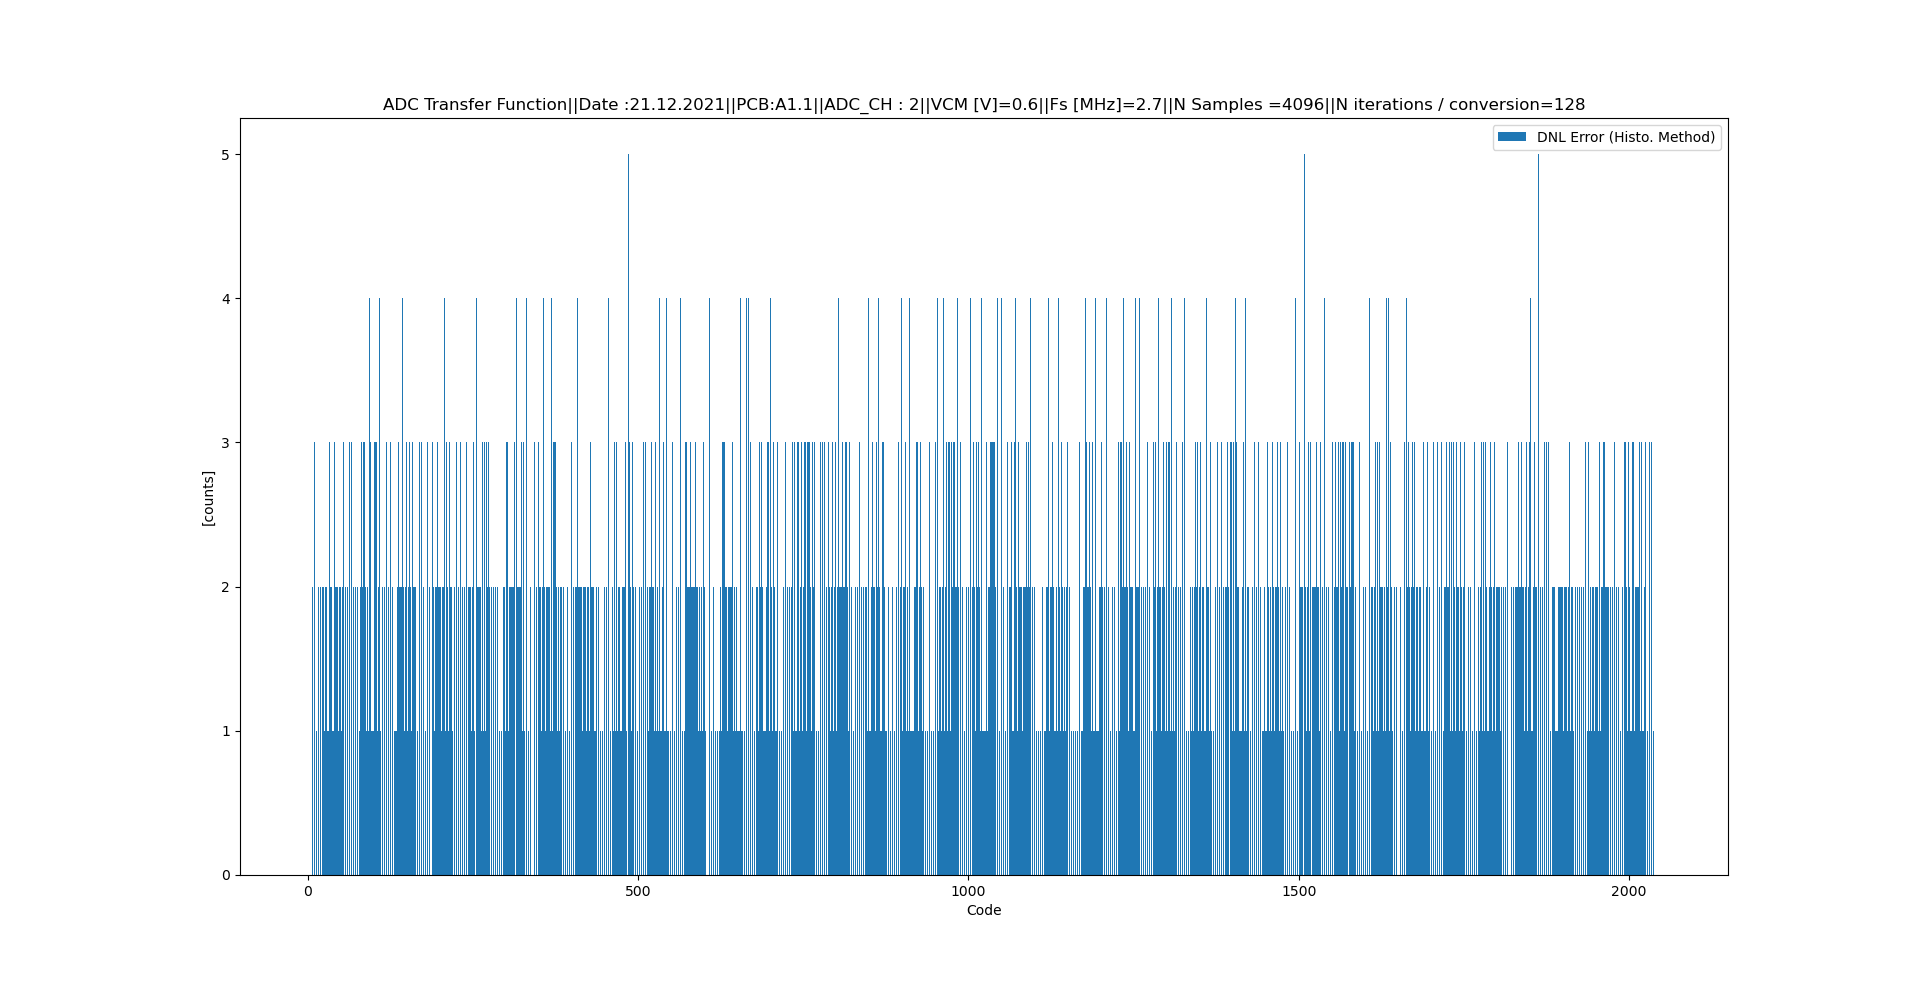 ADC Transfer Function||Date :21.12.2021||PCB:A1.1||ADC_CH : 2||VCM [V]=0.6||Fs [MHz]=2.7||N Samples =4096||N iterations / conversion=128
DNL Error (Histo. Method)
5
4
3
2
1
0
[counts]
0 500 1000 1500 2000
Code